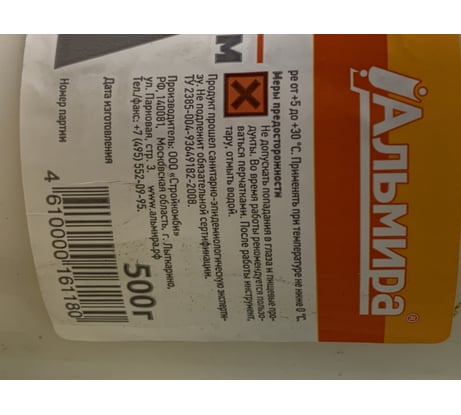 Альмира®
ре от +5 до +30 °С. Применять при температуре не ниже 0 °С.
Меры предосторожности
Не допускать попадания в глаза и пищевые про-
дукты. Во время работы рекомендуется пользо-
ваться перчатками. После работы инструмент,
тару, отмыть водой.
М
Продукт прошел санитарно-эпидемиологическую эксперти-
зу. Не подлежит обязательной сертификации.
ТУ 2385-004-93649182-2008.
Производитель: ООО «Стройкомби»
РФ, 140081, Московская область, г. Лыткарино,
ул. Парковая, стр. 3. www.альмира.рф
Тел./факс: +7 (495) 552-09-95.
500г
Дата изготовления
Номер партии
4 610000 161180